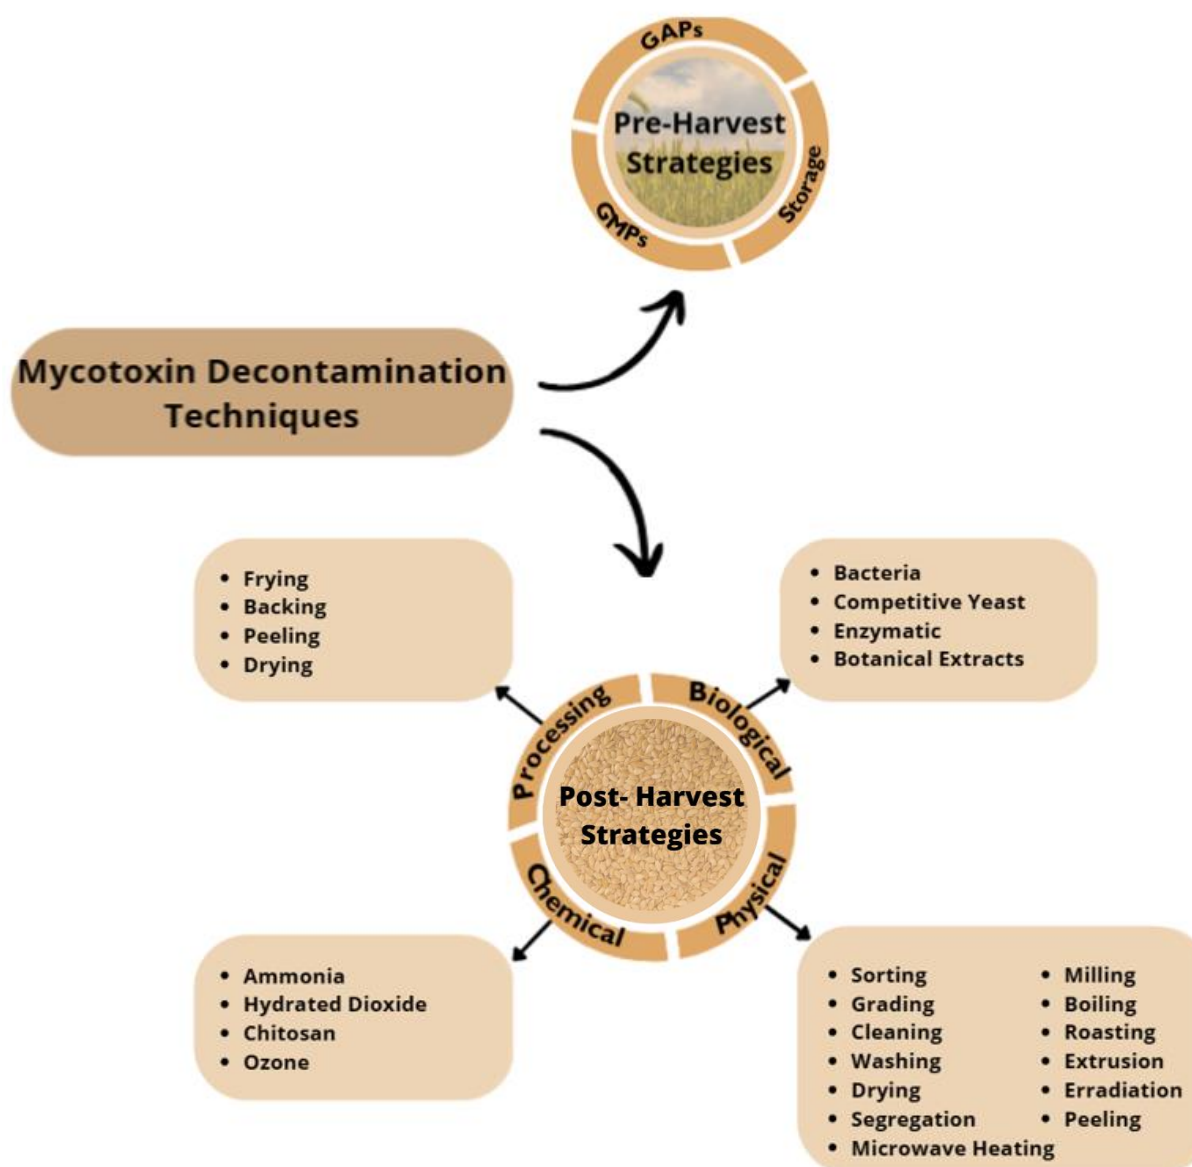 GAPs
Pre-Harvest
Strategies
GMPs
Storage
Mycotoxin Decontamination
Techniques
Frying
Backing
Peeling
Drying
Bacteria
Competitive Yeast
Enzymatic
Botanical Extracts
Processing
Biological
Post- Harvest
Strategies
Chemical
Physical
Ammonia
Hydrated Dioxide
Chitosan
Ozone
Sorting
Grading
Cleaning
Washing
Drying
Segregation
Microwave Heating
Milling
Boiling
Roasting
Extrusion
Erradiation
Peeling